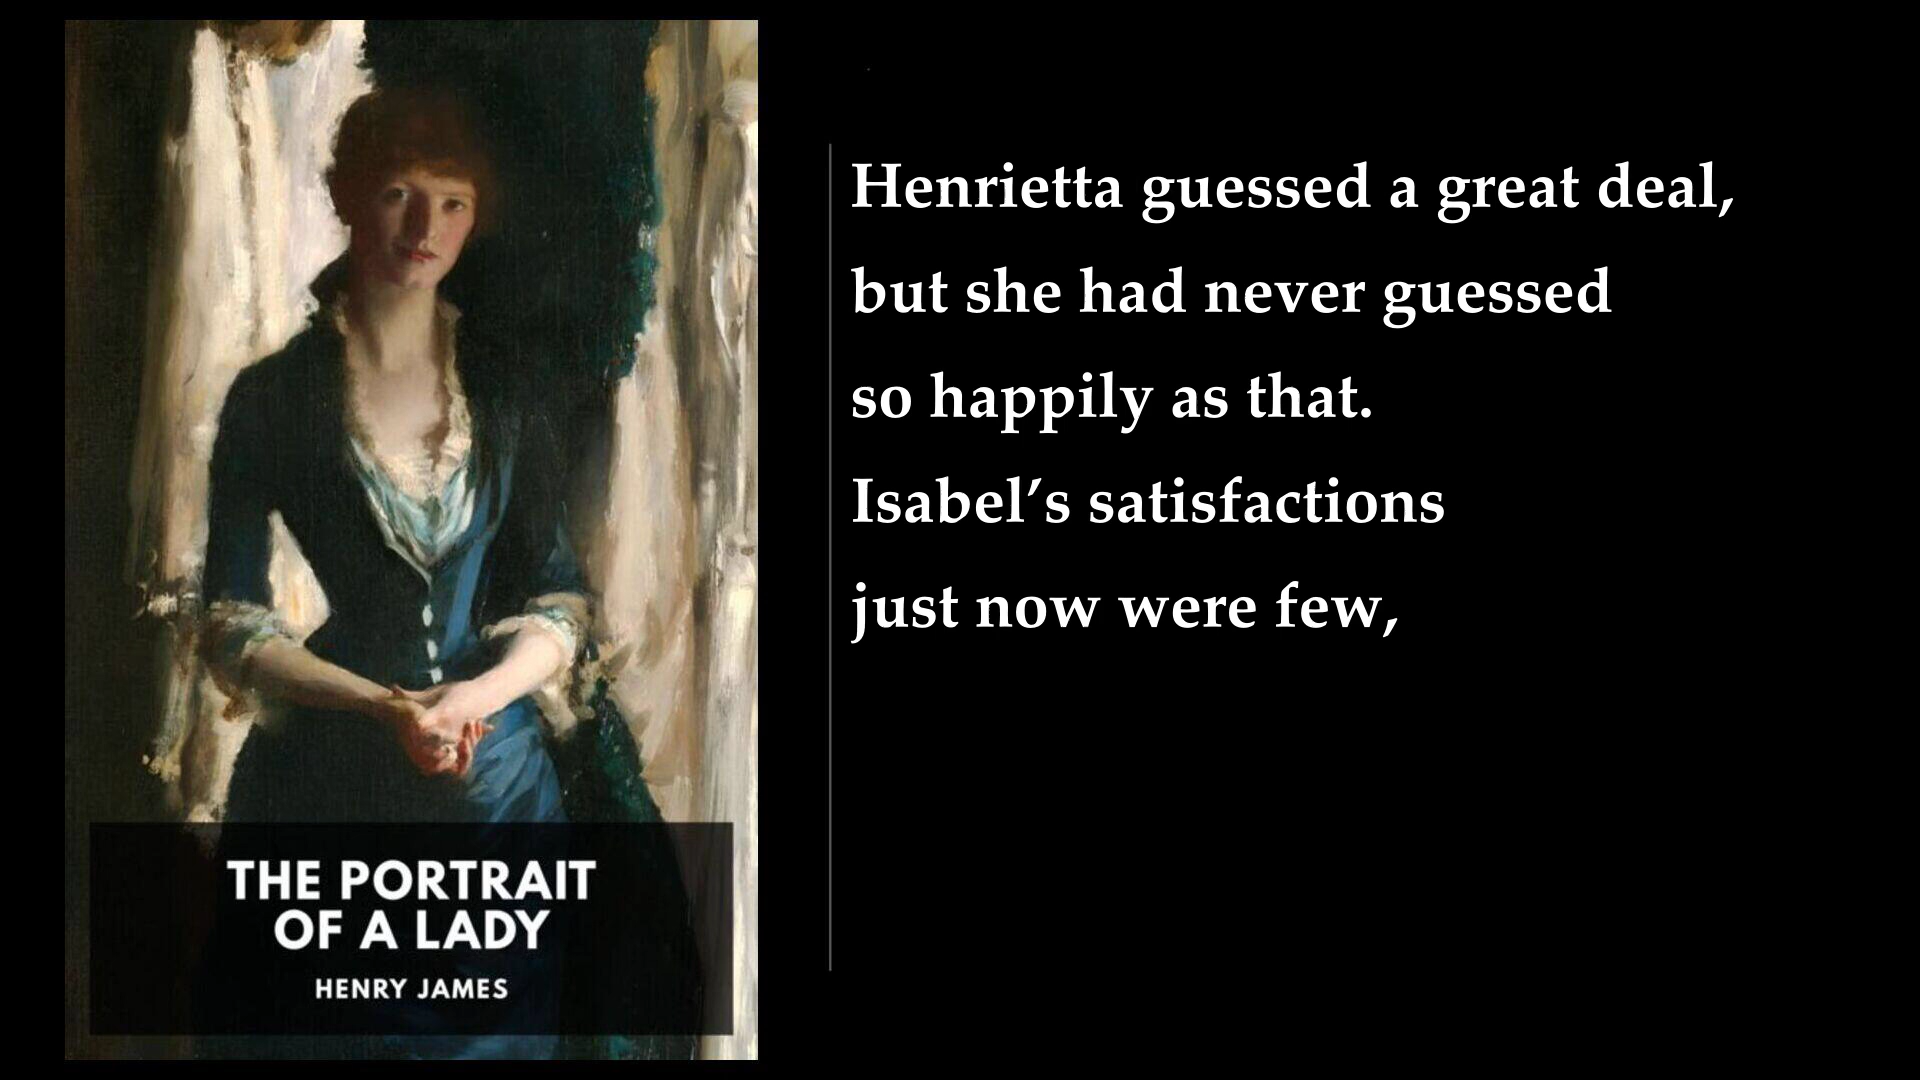 Henrietta guessed a great deal,
but she had never guessed
so happily as that.
Isabel’s satisfactions
just now were few,
THE PORTRAIT
OF A LADY
HENRY JAMES